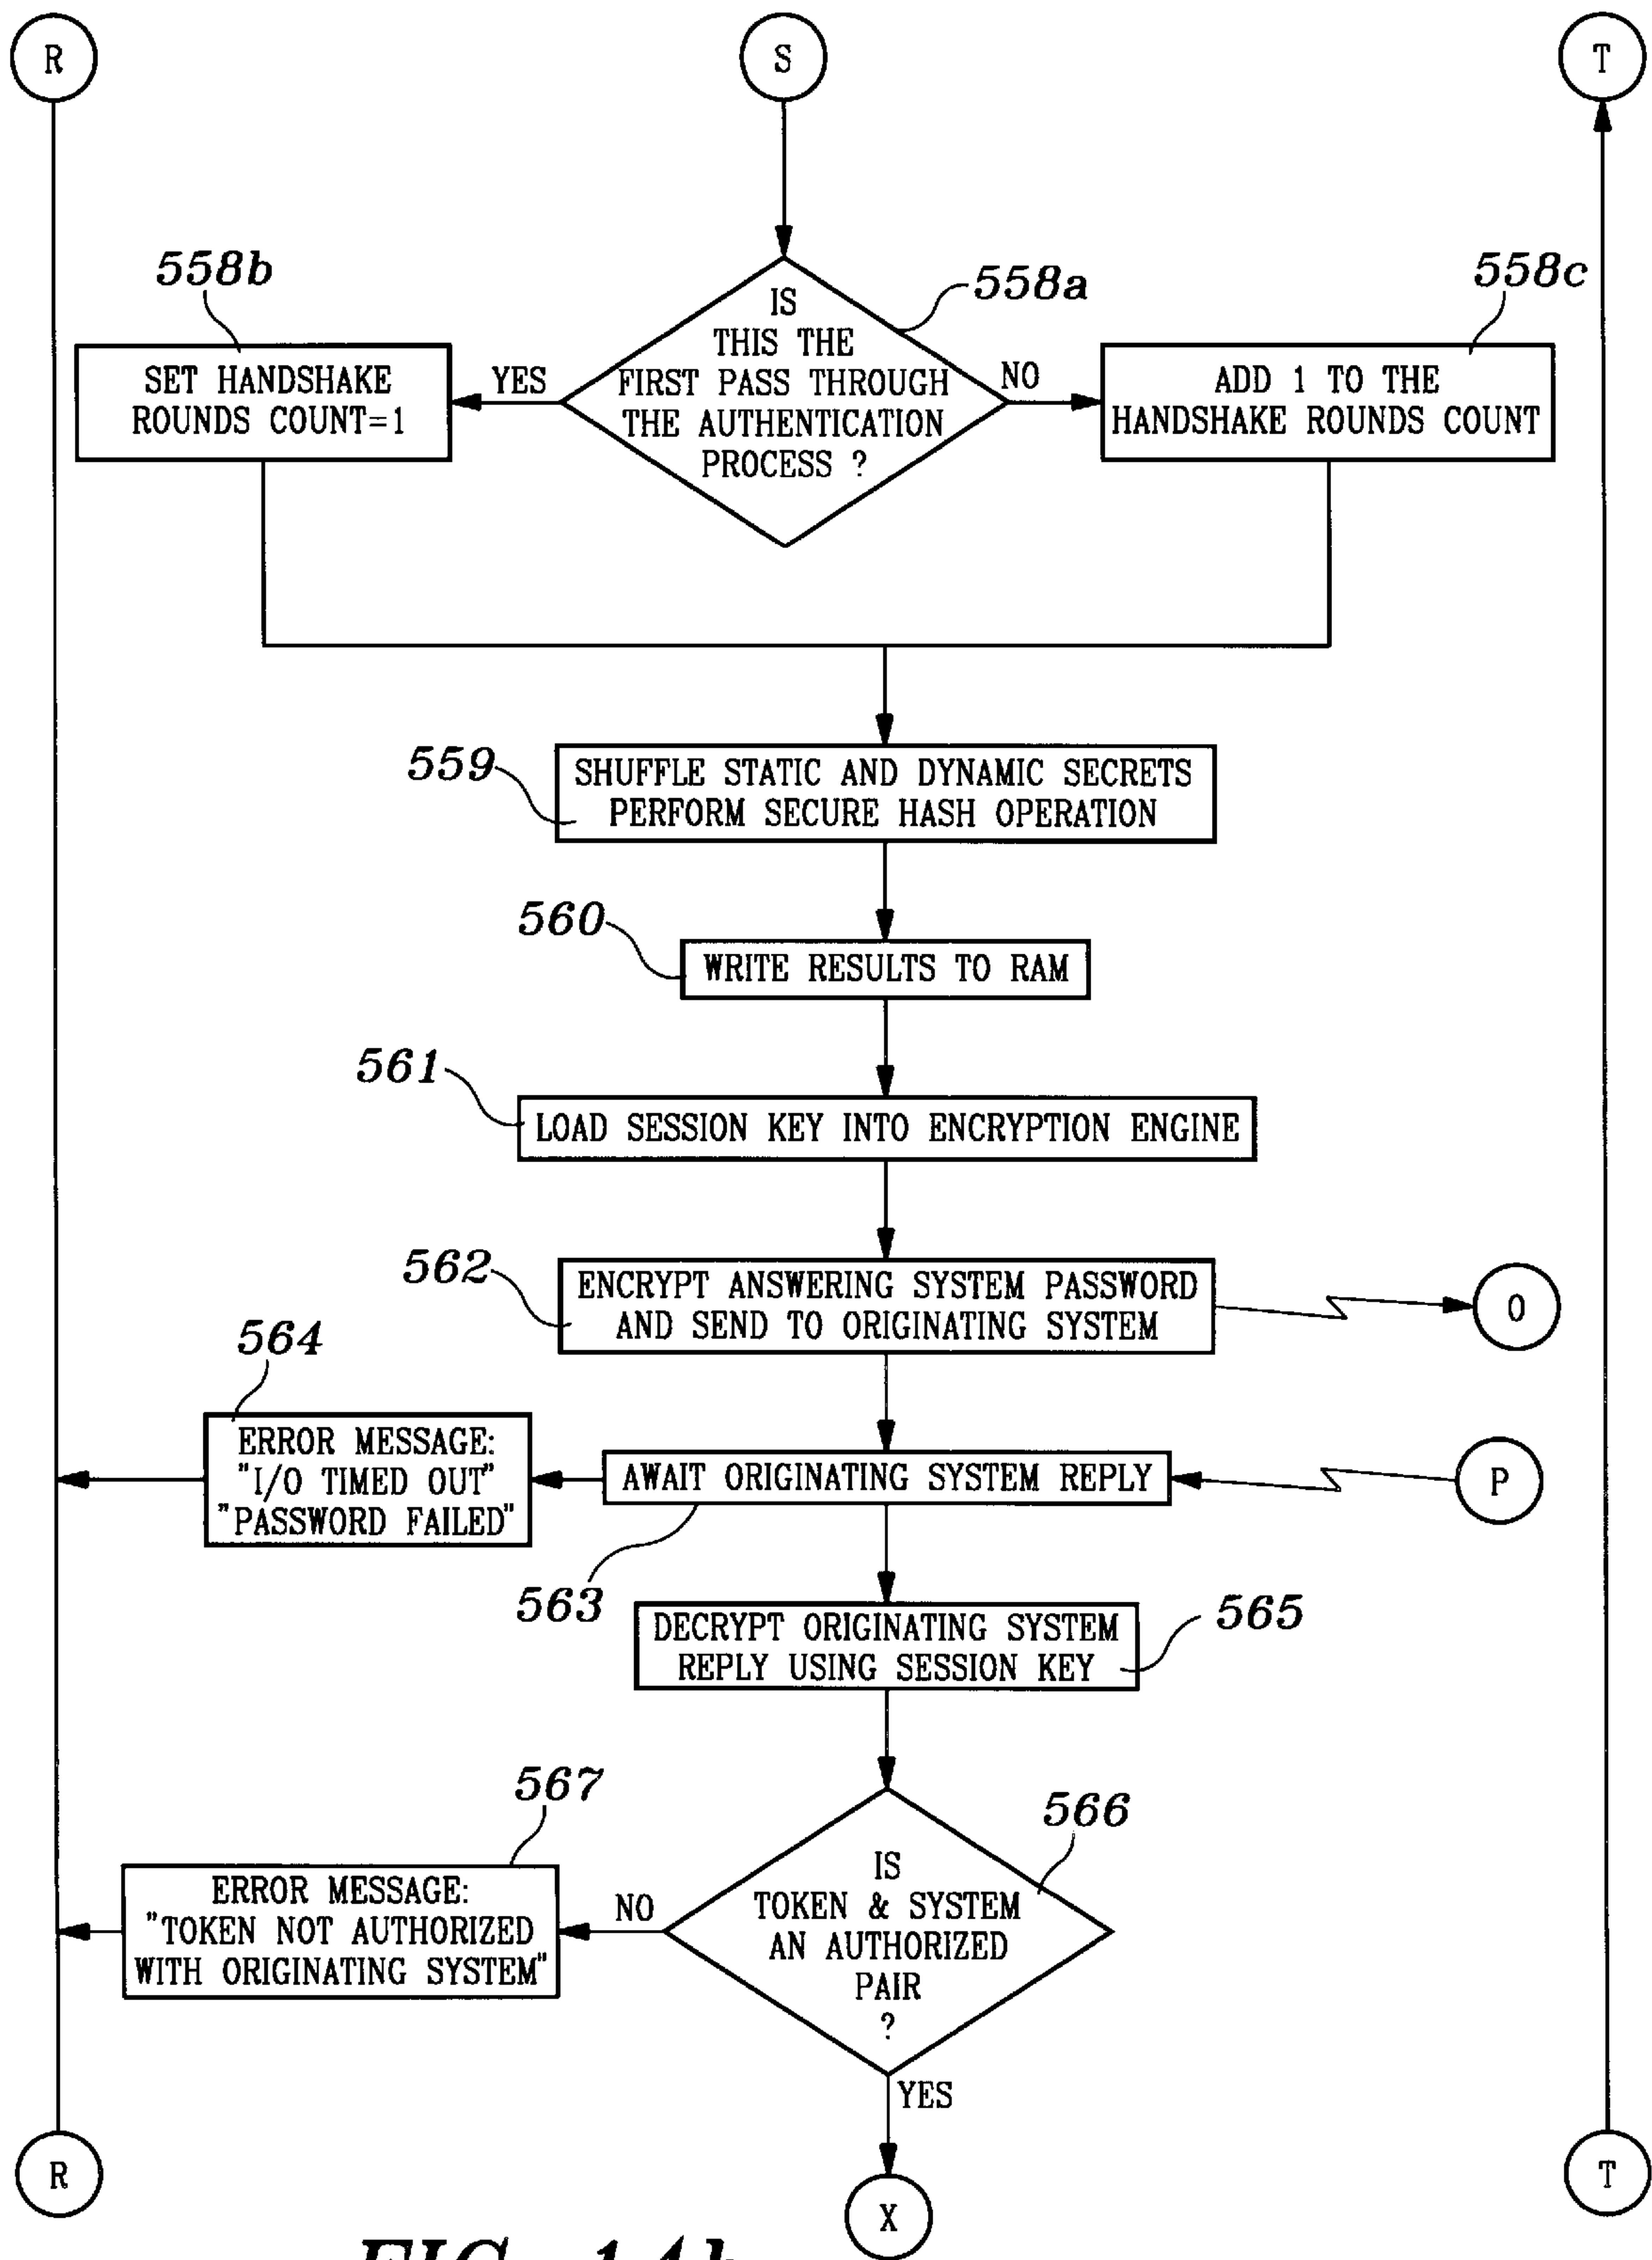 R
S
T
558b
558a
558c
IS
THIS THE
FIRST PASS THROUGH
THE AUTHENTICATION
PROCESS ?
SET HANDSHAKE
ROUNDS COUNT=1
YES
NO
ADD 1 TO THE
HANDSHAKE ROUNDS COUNT
559
SHUFFLE STATIC AND DYNAMIC SECRETS
PERFORM SECURE HASH OPERATION
560
WRITE RESULTS TO RAM
561
LOAD SESSION KEY INTO ENCRYPTION ENGINE
562
ENCRYPT ANSWERING SYSTEM PASSWORD
AND SEND TO ORIGINATING SYSTEM
O
564
ERROR MESSAGE:
"I/O TIMED OUT"
"PASSWORD FAILED"
AWAIT ORIGINATING SYSTEM REPLY
P
563
DECRYPT ORIGINATING SYSTEM
REPLY USING SESSION KEY
565
567
566
ERROR MESSAGE:
"TOKEN NOT AUTHORIZED
WITH ORIGINATING SYSTEM"
NO
IS
TOKEN & SYSTEM
AN AUTHORIZED
PAIR
?
YES
R
X
T